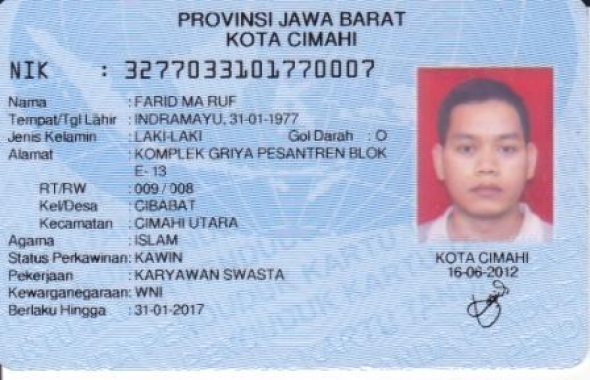 PROVINSI JAWA BARAT
KOTA CIMAHI
NIK : 3277033101770007
Nama : FARID MA RUF
Tempat/Tgl Lahir : INDRAMAYU, 31-01-1977
Jenis Kelamin : LAKI-LAKI Gol Darah : O
Alamat : KOMPLEK GRIYA PESANTREN BLOK
E- 13
RT/RW : 009 / 008
Kel/Desa : CIBABAT
Kecamatan : CIMAHI UTARA
Agama : ISLAM
Status Perkawinan: KAWIN
Pekerjaan : KARYAWAN SWASTA
Kewarganegaraan: WNI
Berlaku Hingga : 31-01-2017
KOTA CIMAHI
16-06-2012